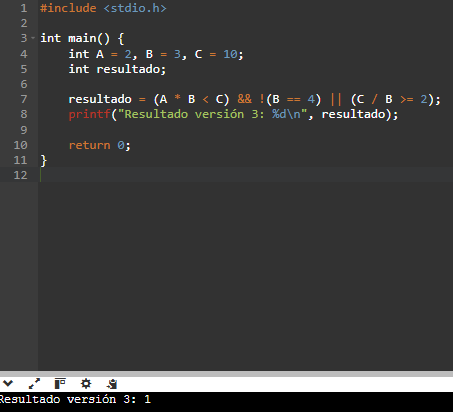 1 #include <stdio.h>
2
3 int main() {
4 int A = 2, B = 3, C = 10;
5 int resultado;
6
7 resultado = (A * B < C) && !(B == 4) || (C / B >= 2);
8 printf("Resultado versión 3: %d\n", resultado);
9
10 return 0;
11 }
12
Resultado versión 3: 1